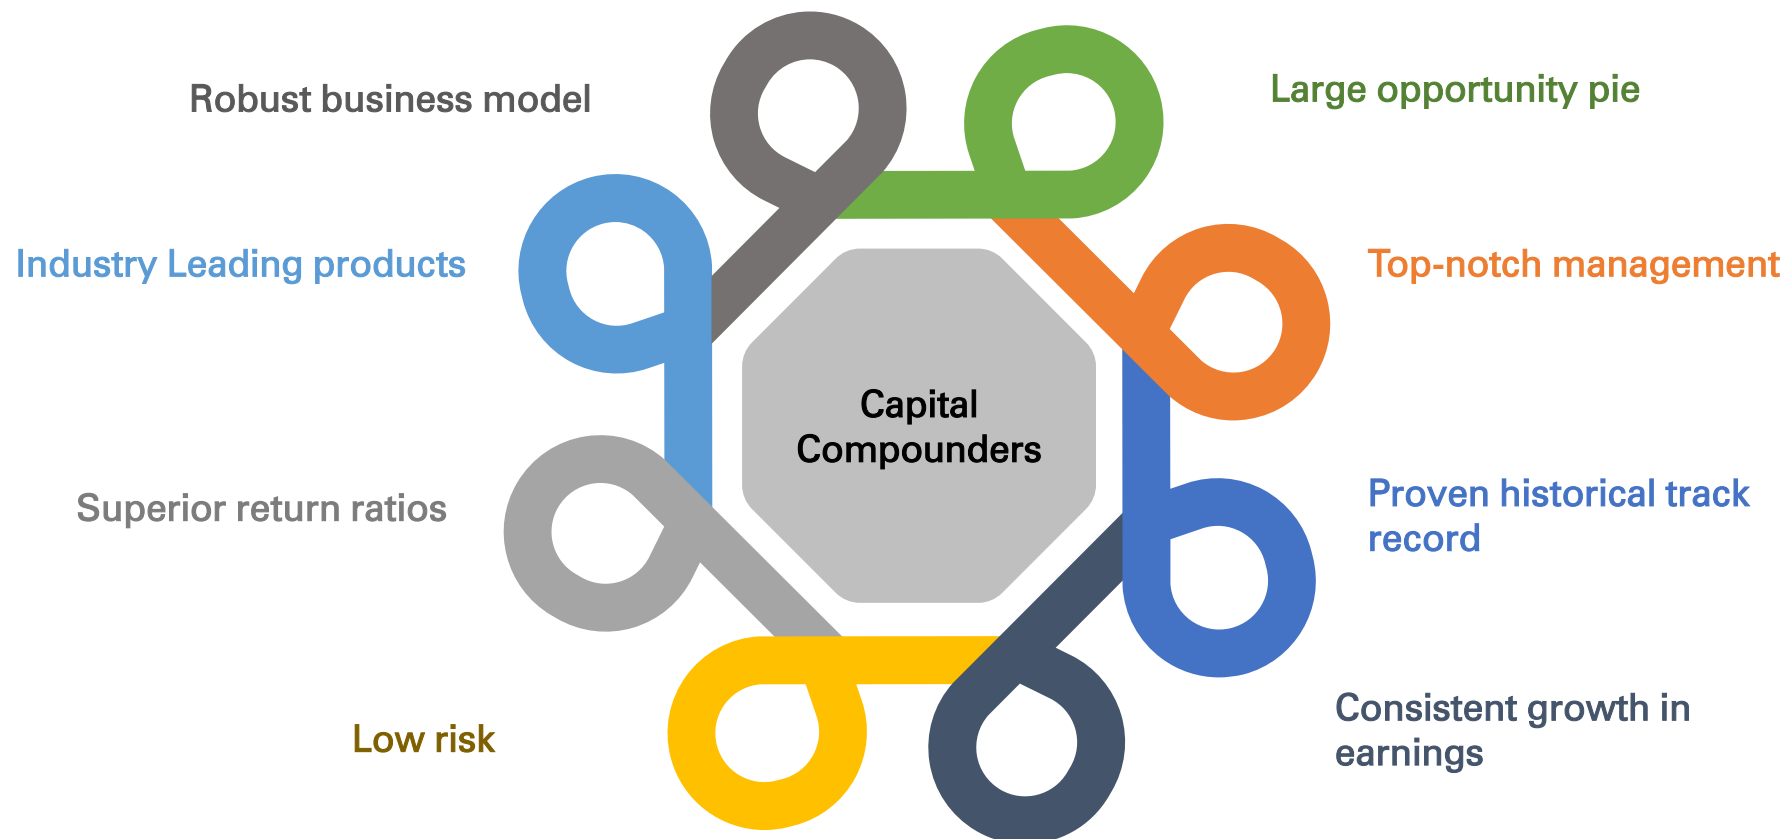 Robust business model
Large opportunity pie
Industry Leading products
Top-notch management
Capital
Compounders
Superior return ratios
Proven historical track
record
Low risk
Consistent growth in
earnings